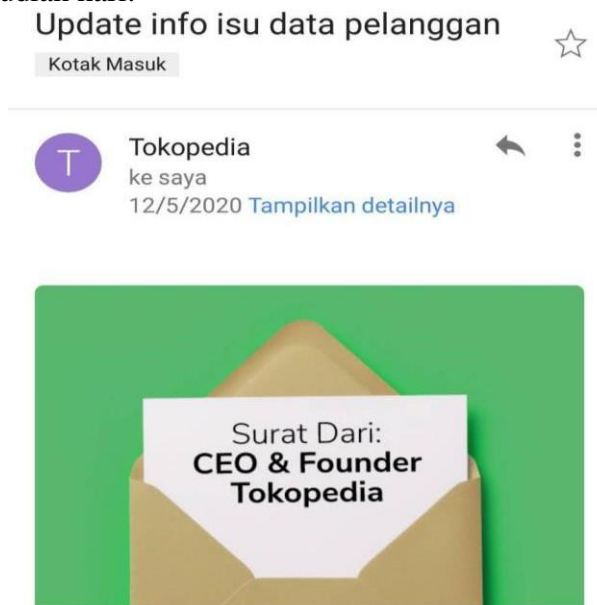 Update info isu data pelanggan
Kotak Masuk
T
Tokopedia
ke saya
12/5/2020 Tampilkan detailnya
Surat Dari:
CEO & Founder
Tokopedia